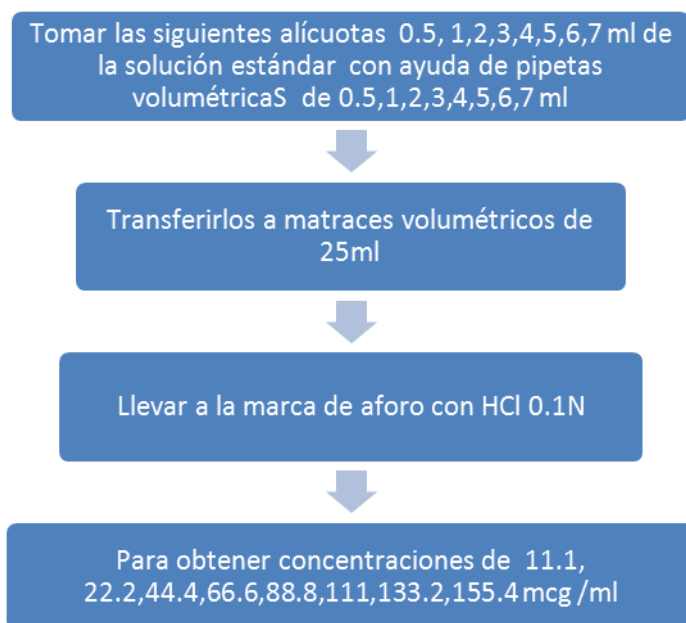 Tomar las siguientes alícuotas 0.5, 1,2,3,4,5,6,7 ml de
la solución estándar con ayuda de pipetas
volumétricaS de 0.5,1,2,3,4,5,6,7 ml
Transferirlos a matraces volumétricos de
25ml
Llevar a la marca de aforo con HCl 0.1N
Para obtener concentraciones de 11.1,
22.2,44.4,66.6,88.8,111,133.2,155.4 mcg /ml